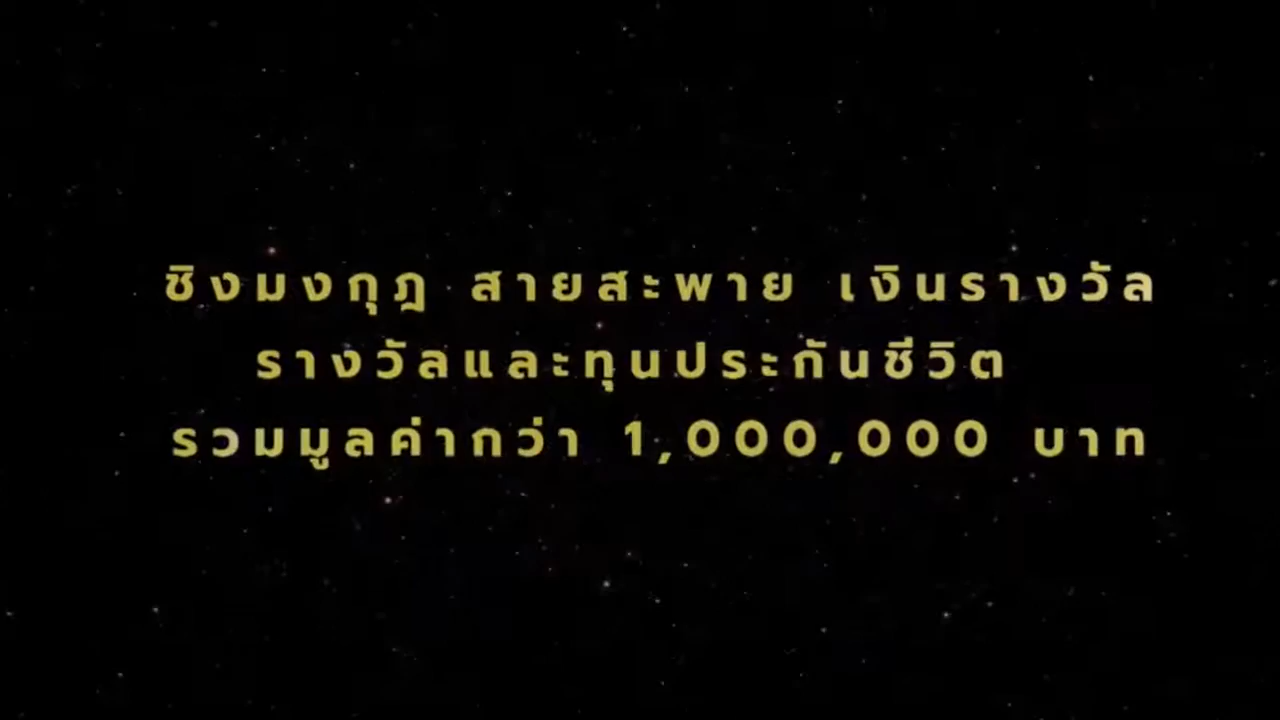 ชิงมงกุฎ สายสะพาย เงินรางวัล
รางวัลและทุนประกันชีวิต
รวมมูลค่ากว่า 1,000,000 บาท